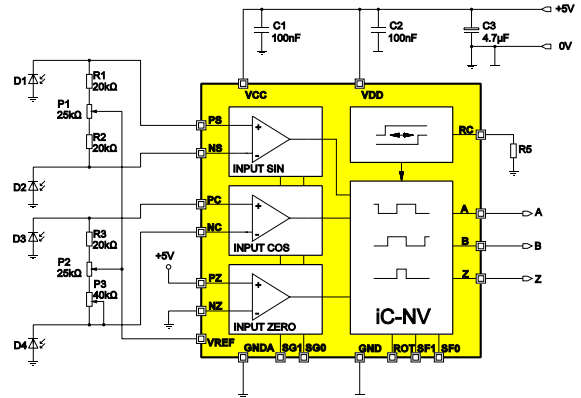 +5V
C1
100nF
C2
100nF
C3
4.7µF
0V
VCC
VDD
D1
R1
20kΩ
P1
25kΩ
R2
20kΩ
D2
D3
R3
20kΩ
P2
25kΩ
P3
40kΩ
D4
+5V
PS
NS
INPUT SIN
PC
NC
INPUT COS
PZ
NZ
INPUT ZERO
VREF
RC
R5
A
A
B
B
Z
Z
iC-NV
GNDA
SG1
SG0
GND
ROT
SF1
SF0